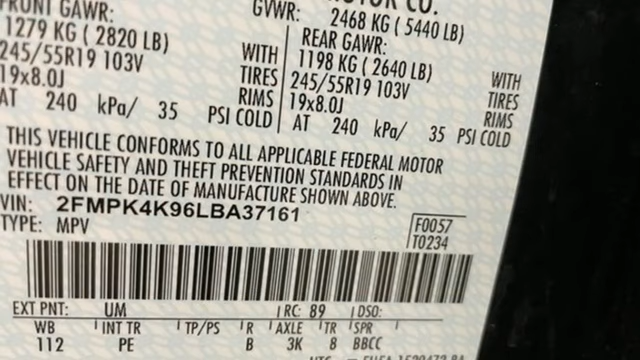 FRONT GAWR:
1279 KG ( 2820 LB) WITH
245/55R19 103V TIRES
19x8.0J RIMS
AT 240 kPa/ 35 PSI COLD
MOTOR CO.
GVWR: 2468 KG ( 5440 LB)
REAR GAWR:
1198 KG ( 2640 LB) WITH
245/55R19 103V TIRES
19x8.0J RIMS
AT 240 kPa/ 35 PSI COLD
THIS VEHICLE CONFORMS TO ALL APPLICABLE FEDERAL MOTOR
VEHICLE SAFETY AND THEFT PREVENTION STANDARDS IN
EFFECT ON THE DATE OF MANUFACTURE SHOWN ABOVE.
VIN: 2FMPK4K96LBA37161
TYPE: MPV
F0057
T0234
EXT PNT: UM RC: 89 DSO:
WB INT TR TP/PS R AXLE TR SPR
112 PE B 3K 8 BBCC